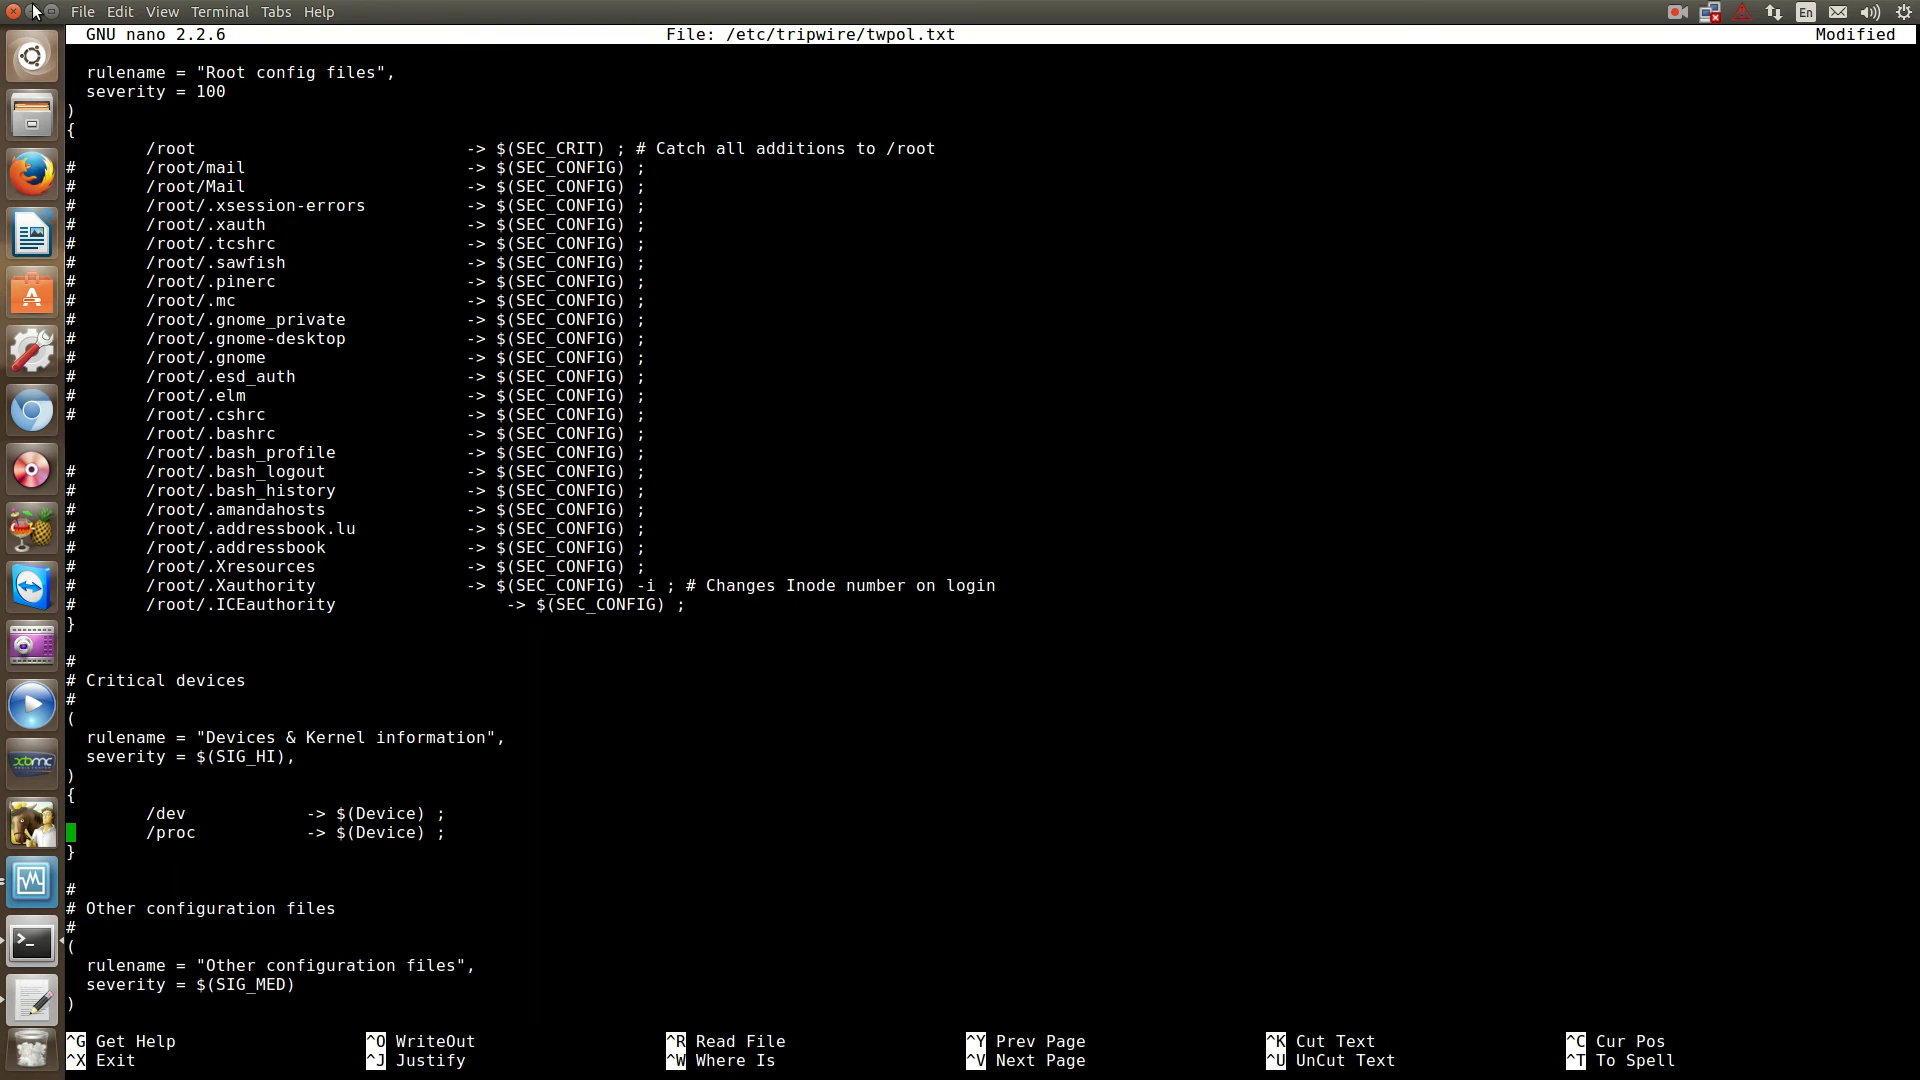 File Edit View Terminal Tabs Help
En
GNU nano 2.2.6 File: /etc/tripwire/twpol.txt Modified
rulename = "Root config files",
severity = 100
)
{
/root -> $(SEC_CRIT) ; # Catch all additions to /root
# /root/mail -> $(SEC_CONFIG) ;
# /root/Mail -> $(SEC_CONFIG) ;
# /root/.xsession-errors -> $(SEC_CONFIG) ;
# /root/.xauth -> $(SEC_CONFIG) ;
# /root/.tcshrc -> $(SEC_CONFIG) ;
# /root/.sawfish -> $(SEC_CONFIG) ;
# /root/.pinerc -> $(SEC_CONFIG) ;
# /root/.mc -> $(SEC_CONFIG) ;
# /root/.gnome_private -> $(SEC_CONFIG) ;
# /root/.gnome-desktop -> $(SEC_CONFIG) ;
# /root/.gnome -> $(SEC_CONFIG) ;
# /root/.esd_auth -> $(SEC_CONFIG) ;
# /root/.elm -> $(SEC_CONFIG) ;
# /root/.cshrc -> $(SEC_CONFIG) ;
/root/.bashrc -> $(SEC_CONFIG) ;
/root/.bash_profile -> $(SEC_CONFIG) ;
# /root/.bash_logout -> $(SEC_CONFIG) ;
# /root/.bash_history -> $(SEC_CONFIG) ;
# /root/.amandahosts -> $(SEC_CONFIG) ;
# /root/.addressbook.lu -> $(SEC_CONFIG) ;
# /root/.addressbook -> $(SEC_CONFIG) ;
# /root/.Xresources -> $(SEC_CONFIG) ;
# /root/.Xauthority -> $(SEC_CONFIG) -i ; # Changes Inode number on login
# /root/.ICEauthority -> $(SEC_CONFIG) ;
}
#
# Critical devices
#
(
rulename = "Devices & Kernel information",
severity = $(SIG_HI),
)
{
/dev -> $(Device) ;
/proc -> $(Device) ;
}
#
# Other configuration files
#
(
rulename = "Other configuration files",
severity = $(SIG_MED)
)
^G Get Help ^O WriteOut ^R Read File ^Y Prev Page ^K Cut Text ^C Cur Pos
^X Exit ^J Justify ^W Where Is ^V Next Page ^U UnCut Text ^T To Spell
xbmc